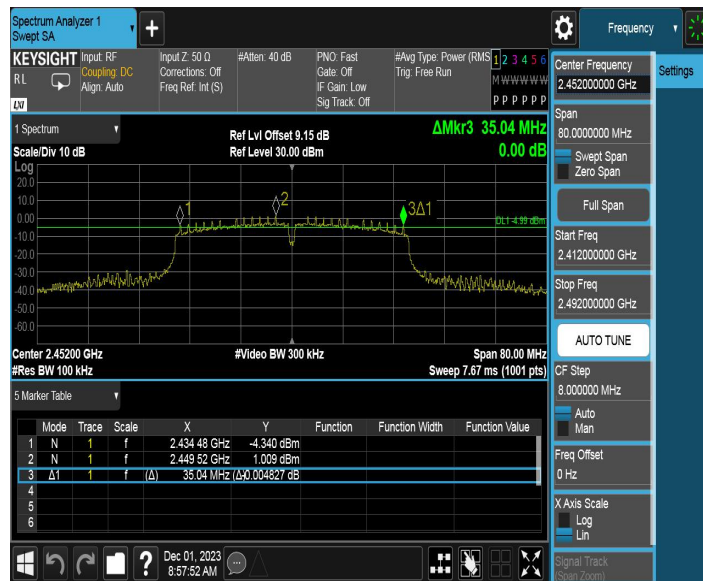 Spectrum Analyzer 1
Swept SA
+
Frequency
KEYSIGHT Input: RF Input Z: 50 Ω #Atten: 40 dB PNO: Fast #Avg Type: Power (RMS 1 2 3 4 5 6
RL Coupling: DC Corrections: Off Gate: Off Trig: Free Run M W W W W W
Align: Auto Freq Ref: Int (S) IF Gain: Low
LXI Sig Track: Off P P P P P P
1 Spectrum Ref Lvl Offset 9.15 dB ΔMkr3 35.04 MHz
Scale/Div 10 dB Ref Level 30.00 dBm 0.00 dB
Log
20.0
10.0
1 2 3Δ1
0.00
DL1 -4.99 dBm
-10.0
-20.0
-30.0
-40.0
-50.0
-60.0
Center 2.45200 GHz #Video BW 300 kHz Span 80.00 MHz
#Res BW 100 kHz Sweep 7.67 ms (1001 pts)
5 Marker Table
Mode Trace Scale X Y Function Function Width Function Value
1 N 1 f 2.434 48 GHz -4.340 dBm
2 N 1 f 2.449 52 GHz 1.009 dBm
3 Δ1 1 f (Δ) 35.04 MHz (Δ) -0.004827 dB
4
5
6
? Dec 01, 2023
8:57:52 AM
Settings
Center Frequency
2.452000000 GHz
Span
80.0000000 MHz
Swept Span
Zero Span
Full Span
Start Freq
2.412000000 GHz
Stop Freq
2.492000000 GHz
AUTO TUNE
CF Step
8.000000 MHz
Auto
Man
Freq Offset
0 Hz
X Axis Scale
Log
Lin
Signal Track
(Span Zoom)